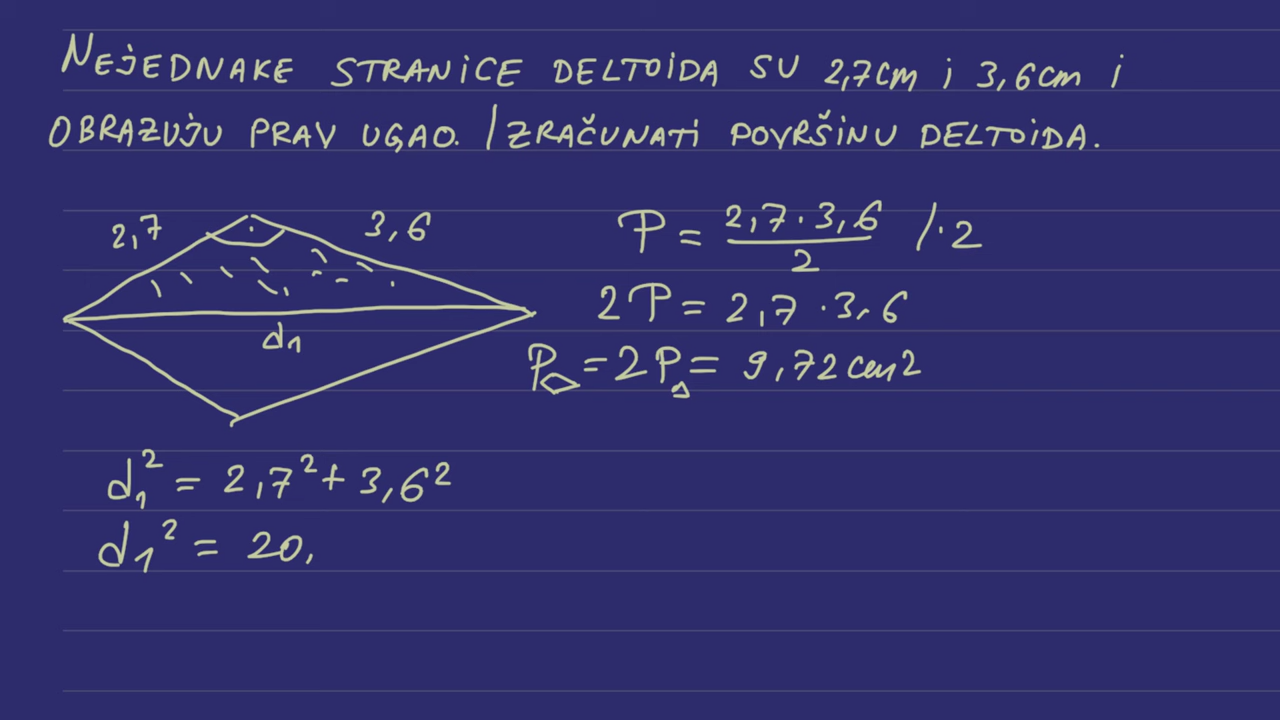 NEJEDNAKE STRANICE DELTOIDA SU 2,7cm i 3,6cm i
OBRAZUJU PRAV UGAO. IZRAČUNATI POVRŠINU DELTOIDA.
2,7
3,6
d₁
P = (2,7 · 3,6)/2 /·2
2P = 2,7 · 3,6
P◇ = 2P△ = 9,72 cm2
d₁² = 2,7² + 3,6²
d₁² = 20,